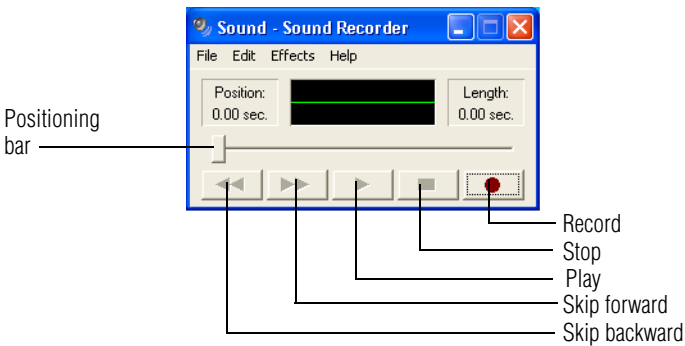 Sound - Sound Recorder
File Edit Effects Help
Position:
0.00 sec.
Length:
0.00 sec.
Positioning
bar
Record
Stop
Play
Skip forward
Skip backward